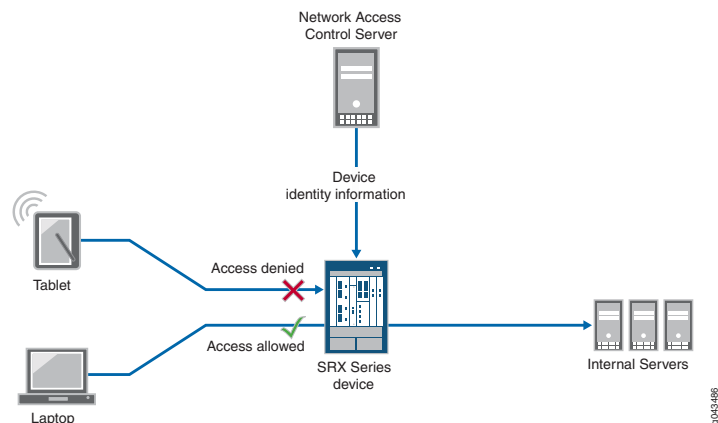 Network Access
Control Server
Device
identity information
Tablet
Access denied
Access allowed
SRX Series
device
Internal Servers
Laptop
g043486